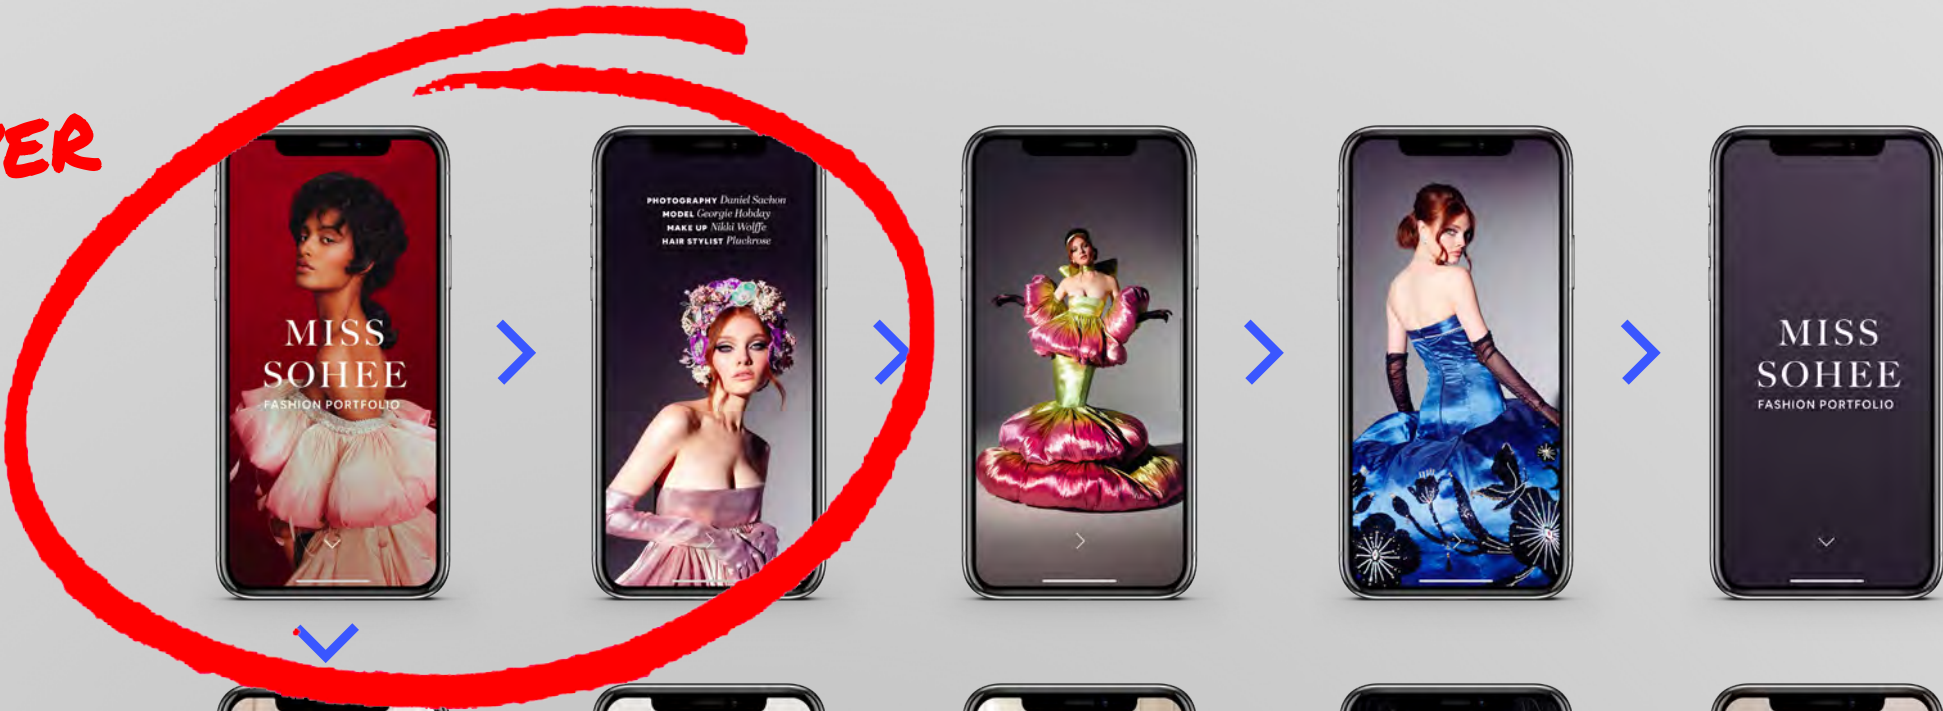 MISS
SOHEE
FASHION PORTFOLIO
PHOTOGRAPHY Daniel Sachon
MODEL Georgie Hobday
MAKE UP Nikki Wolffe
HAIR STYLIST Pluckrose
MISS
SOHEE
FASHION PORTFOLIO